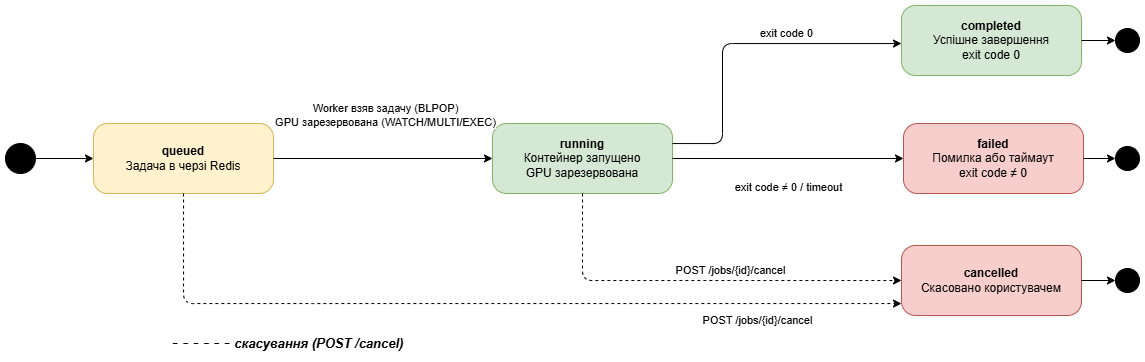 exit code 0
completed
Успішне завершення
exit code 0
Worker взяв задачу (BLPOP)
GPU зарезервована (WATCH/MULTI/EXEC)
queued
Задача в черзі Redis
running
Контейнер запущено
GPU зарезервована
failed
Помилка або таймаут
exit code ≠ 0
exit code ≠ 0 / timeout
POST /jobs/{id}/cancel
cancelled
Скасовано користувачем
POST /jobs/{id}/cancel
скасування (POST /cancel)